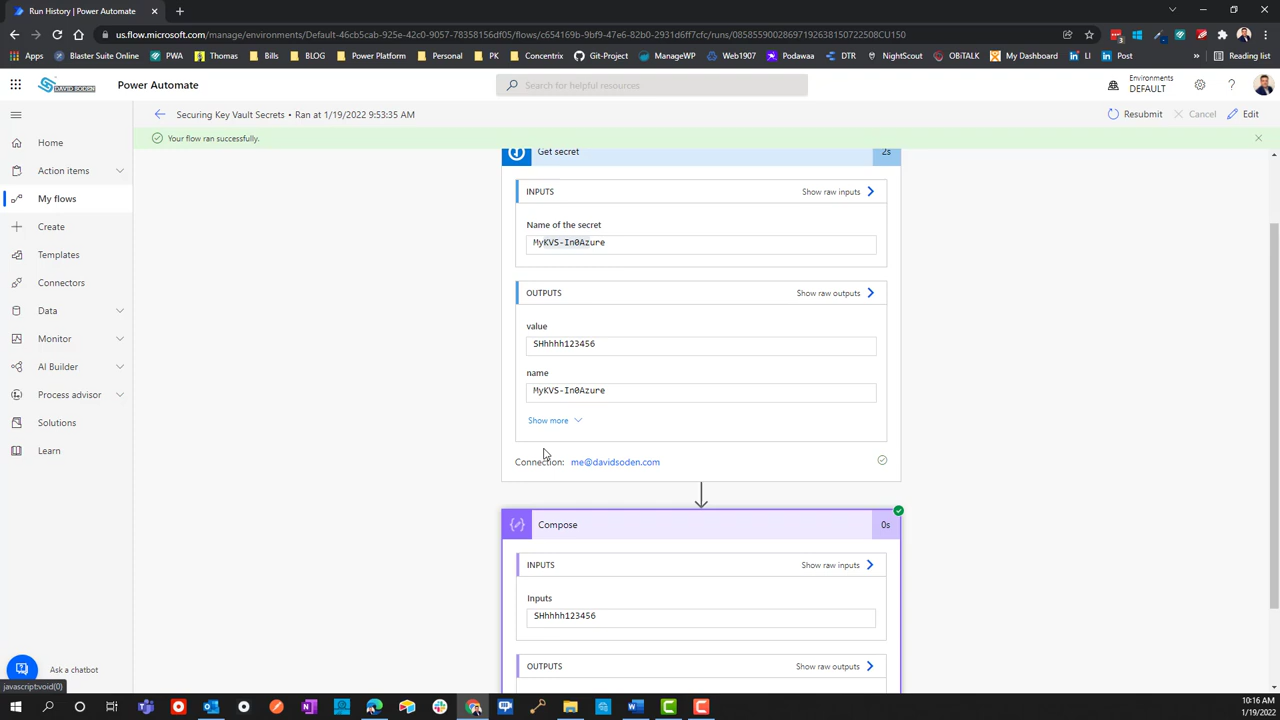 Run History | Power Automate
us.flow.microsoft.com/manage/environments/Default-46cb5cab-925e-42c0-9057-78358156df05/flows/c654169b-9bf9-47e6-82b0-2931d6ff7cfc/runs/08585590028697192638150722508CU150
Apps
Blaster Suite Online
PWA
Thomas
Bills
BLOG
Power Platform
Personal
PK
Concentrix
Git-Project
ManageWP
Web1907
Podawaa
DTR
NightScout
OBiTALK
My Dashboard
LI
Post
»
Reading list
DAVID SODEN
Power Automate
Search for helpful resources
Environments
DEFAULT
Securing Key Vault Secrets • Ran at 1/19/2022 9:53:35 AM
Resubmit
Cancel
Edit
Your flow ran successfully.
Home
Action items
My flows
Create
Templates
Connectors
Data
Monitor
AI Builder
Process advisor
Solutions
Learn
Ask a chatbot
javascript:void(0)
Get secret
2s
INPUTS
Show raw inputs
Name of the secret
MyKVS-In0Azure
OUTPUTS
Show raw outputs
value
SHhhhh123456
name
MyKVS-In0Azure
Show more
Connection: me@davidsoden.com
Compose
0s
INPUTS
Show raw inputs
Inputs
SHhhhh123456
OUTPUTS
Show raw outputs
10:16 AM
1/19/2022